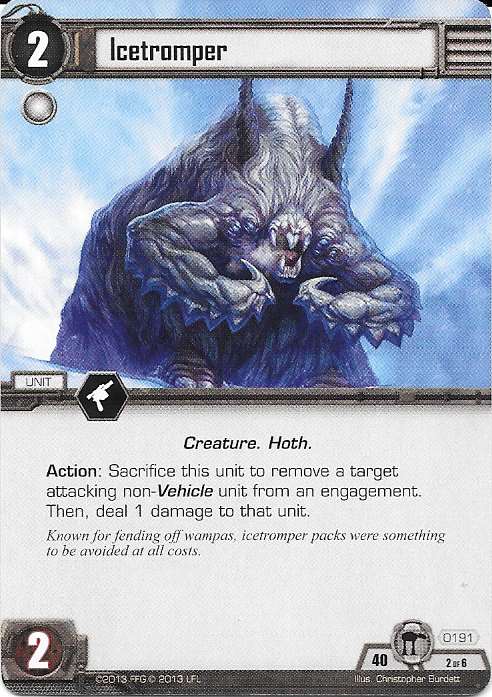 2
Icetromper
UNIT
Creature. Hoth.
Action: Sacrifice this unit to remove a target
attacking non-Vehicle unit from an engagement.
Then, deal 1 damage to that unit.
Known for fending off wampas, icetromper packs were something
to be avoided at all costs.
2
©2013 FFG © 2013 LFL
40
0191
2 OF 6
Illus. Christopher Burdett